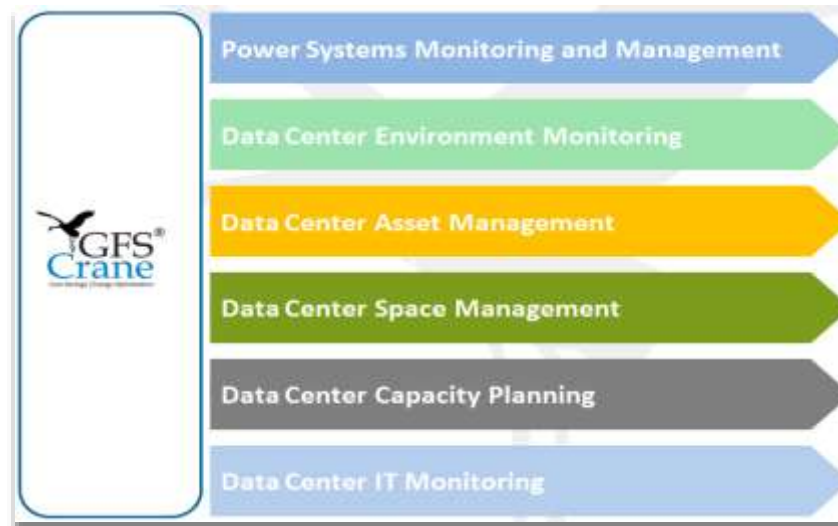 Power Systems Monitoring and Management
Data Center Environment Monitoring
Data Center Asset Management
GFS®
Crane
Data Center Space Management
Data Center Capacity Planning
Data Center IT Monitoring